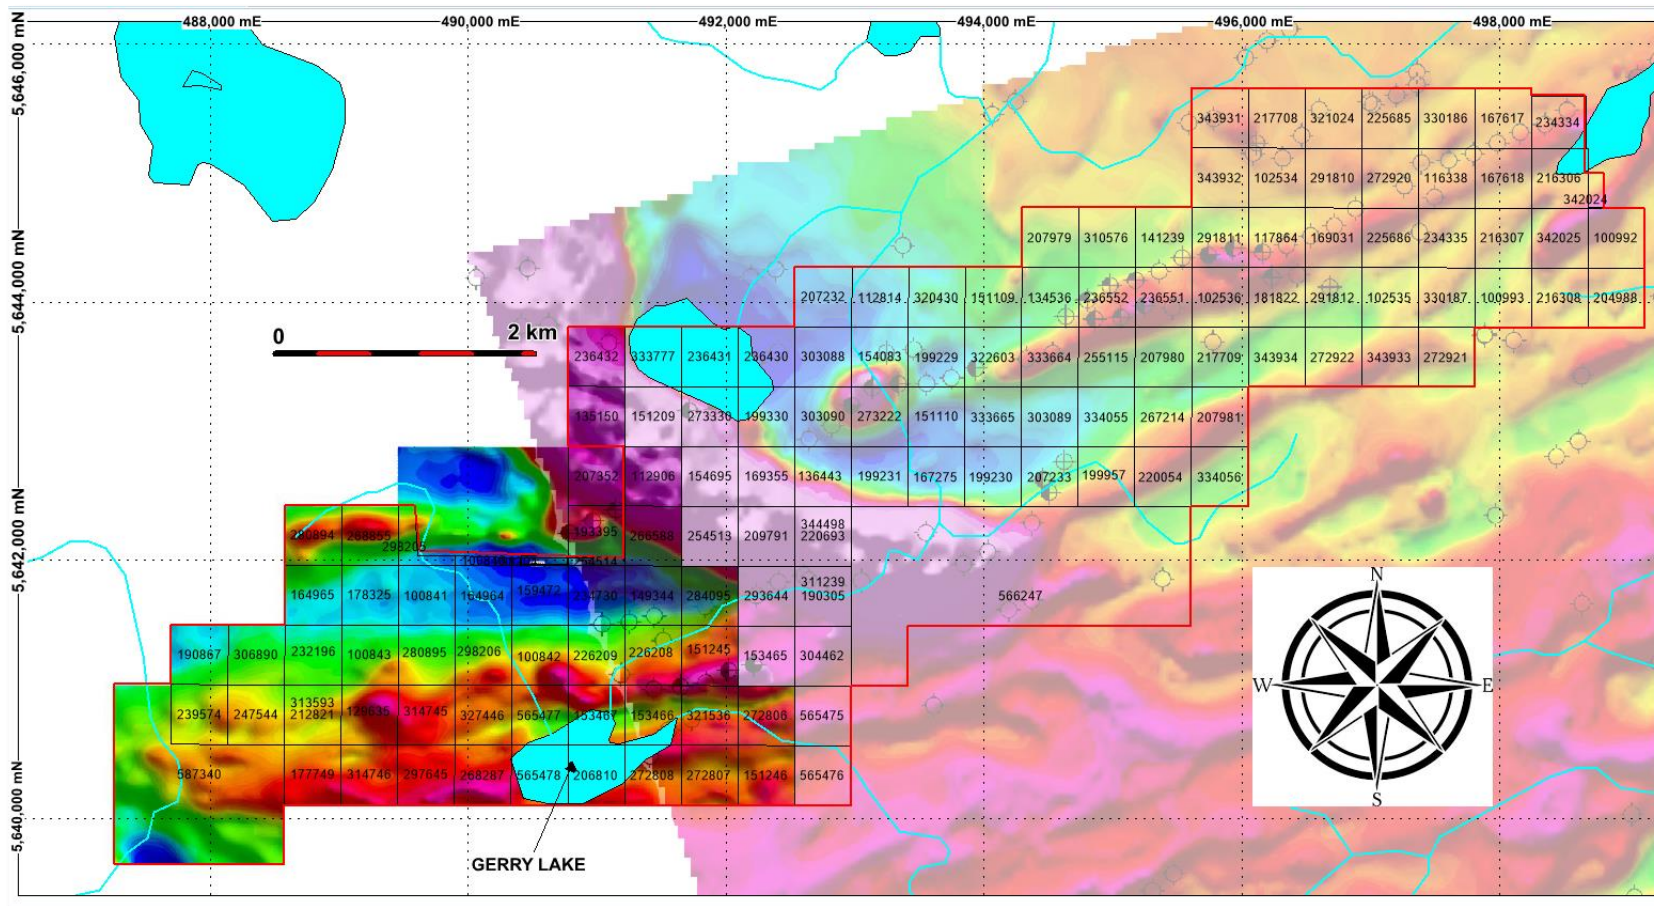 488,000 mE 490,000 mE 492,000 mE 494,000 mE 496,000 mE 498,000 mE
5,646,000 mN
343931 217708 321024 225685 330186 167617 234334
343932 102534 291810 272920 116338 167618 216306
342024
207979 310576 141239 291811 117864 169031 225686 234335 216307 342025 100992
5,644,000 mN
207232 112814 320430 151109 134536 236552 236551 102536 181822 291812 102535 330187 100993 216308 204988
0 2 km
236432 333777 236431 236430 303088 154083 199229 322603 333664 255115 207980 217709 343934 272922 343933 272921
135150 151209 273330 199330 303090 273222 151110 333665 303089 334055 267214 207981
207352 112906 154695 169355 136443 199231 167275 199230 207233 199957 220054 334056
5,642,000 mN
344498
280894 268855 193395 266588 254513 209791 220693
298205
311239
164965 178325 100841 164964 159472 234730 149344 284095 293644 190305 566247
N
W E
S
190867 306890 232196 100843 280895 298206 100842 226209 226208 151245 153465 304462
313593
239574 247544 212821 129635 314745 327446 565477 153467 153466 321536 272806 565475
587340 177749 314746 297645 268287 565478 206810 272808 272807 151246 565476
5,640,000 mN
GERRY LAKE